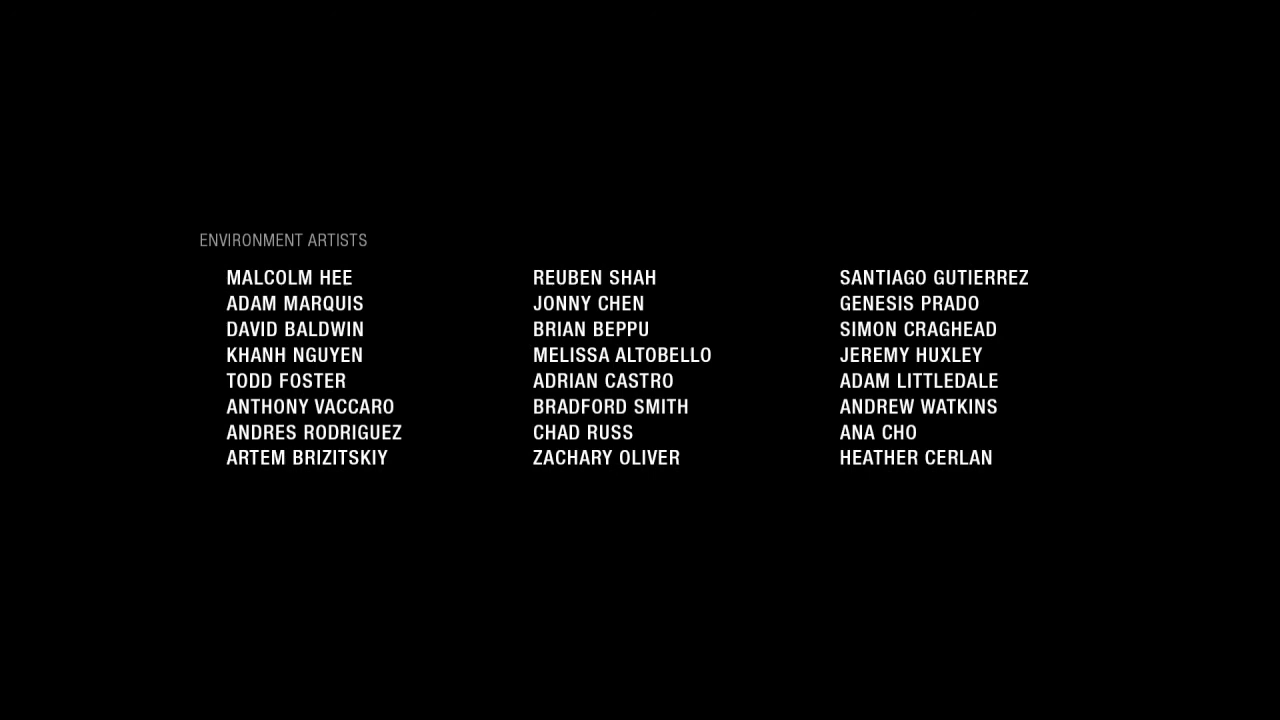 ENVIRONMENT ARTISTS
MALCOLM HEE
ADAM MARQUIS
DAVID BALDWIN
KHANH NGUYEN
TODD FOSTER
ANTHONY VACCARO
ANDRES RODRIGUEZ
ARTEM BRIZITSKIY
REUBEN SHAH
JONNY CHEN
BRIAN BEPPU
MELISSA ALTOBELLO
ADRIAN CASTRO
BRADFORD SMITH
CHAD RUSS
ZACHARY OLIVER
SANTIAGO GUTIERREZ
GENESIS PRADO
SIMON CRAGHEAD
JEREMY HUXLEY
ADAM LITTLEDALE
ANDREW WATKINS
ANA CHO
HEATHER CERLAN